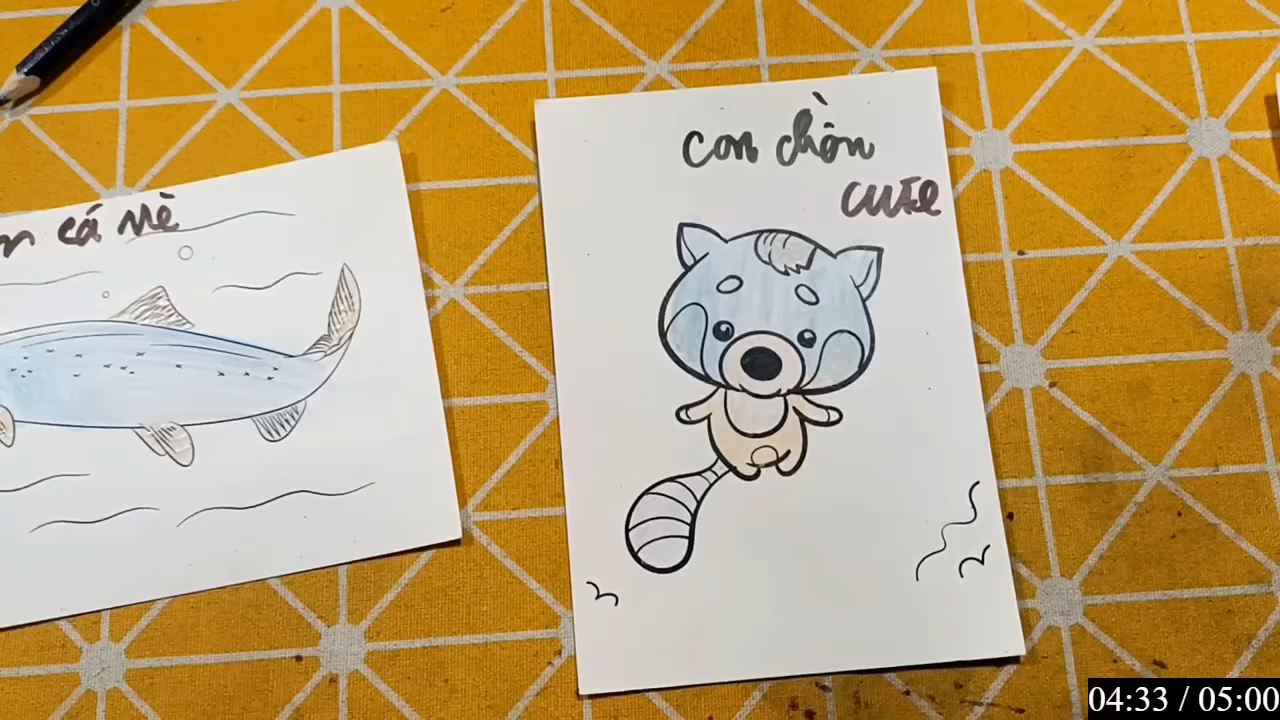 cá mè
con chồn
cute
04:33 / 05:00